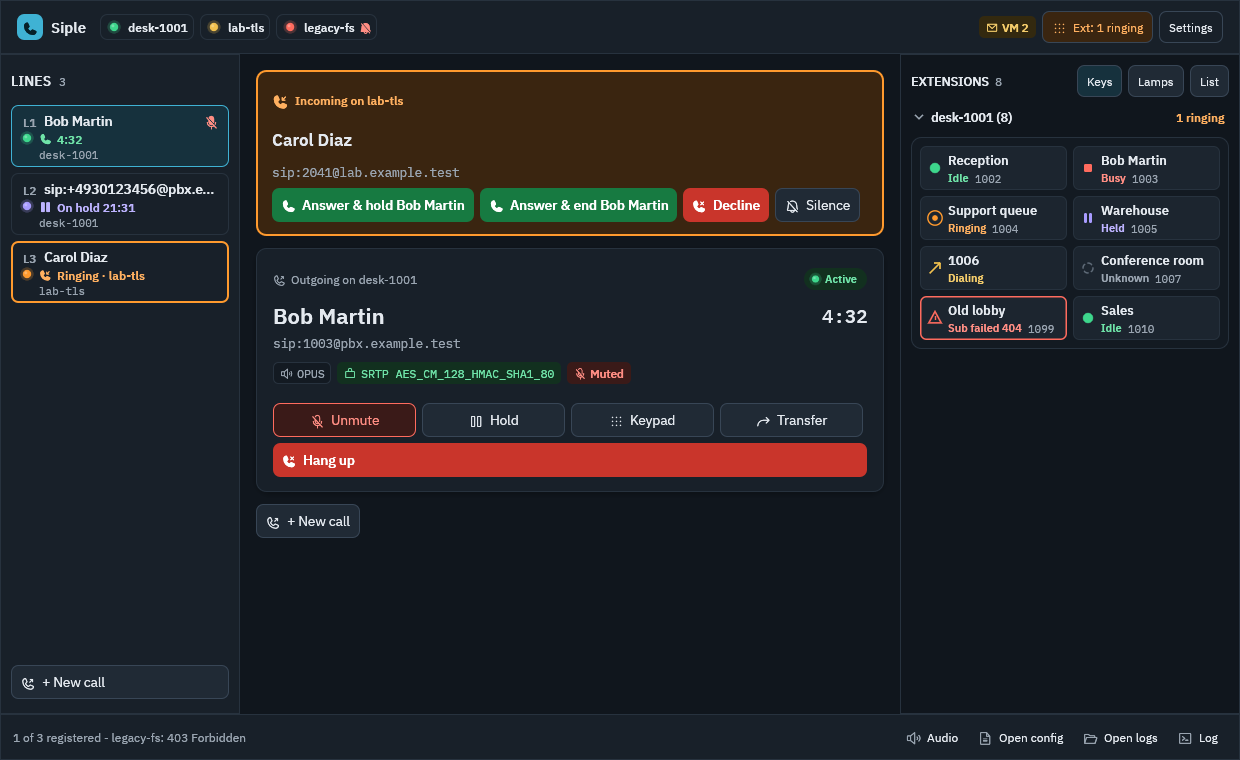 Siple
desk-1001
lab-tls
legacy-fs
VM 2
Ext: 1 ringing
Settings
LINES 3
L1 Bob Martin
4:32
desk-1001
L2 sip:+4930123456@pbx.e...
On hold 21:31
desk-1001
L3 Carol Diaz
Ringing · lab-tls
lab-tls
+ New call
Incoming on lab-tls
Carol Diaz
sip:2041@lab.example.test
Answer & hold Bob Martin
Answer & end Bob Martin
Decline
Silence
Outgoing on desk-1001
Active
Bob Martin
4:32
sip:1003@pbx.example.test
OPUS
SRTP AES_CM_128_HMAC_SHA1_80
Muted
Unmute
Hold
Keypad
Transfer
Hang up
+ New call
EXTENSIONS 8
Keys
Lamps
List
desk-1001 (8)
1 ringing
Reception
Idle 1002
Bob Martin
Busy 1003
Support queue
Ringing 1004
Warehouse
Held 1005
1006
Dialing
Conference room
Unknown 1007
Old lobby
Sub failed 404 1099
Sales
Idle 1010
1 of 3 registered - legacy-fs: 403 Forbidden
Audio
Open config
Open logs
Log